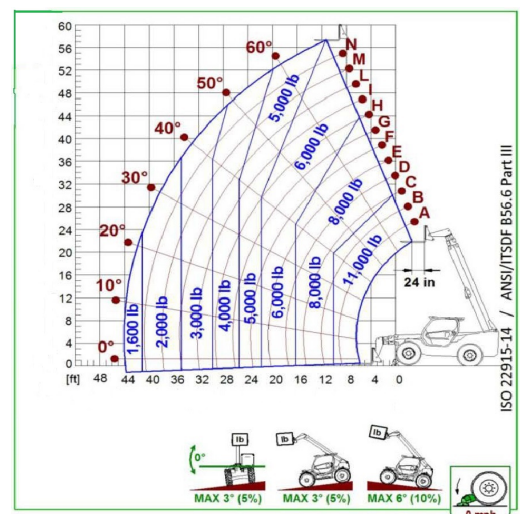 60
56
52
48
44
40
36
32
28
24
20
16
12
8
4
0
0°
10°
20°
30°
40°
50°
60°
N
M
L
I
H
G
F
E
D
C
B
A
5,000 lb
6,000 lb
8,000 lb
11,000 lb
1,600 lb
2,000 lb
3,000 lb
4,000 lb
5,000 lb
6,000 lb
8,000 lb
24 in
[ft] 48 44 40 36 32 28 24 20 16 12 8 4 0
ISO 22915-14 / ANSI/ITSDF B56.6 Part III
0°
lb
lb
lb
MAX 3° (5%)
MAX 3° (5%)
MAX 6° (10%)